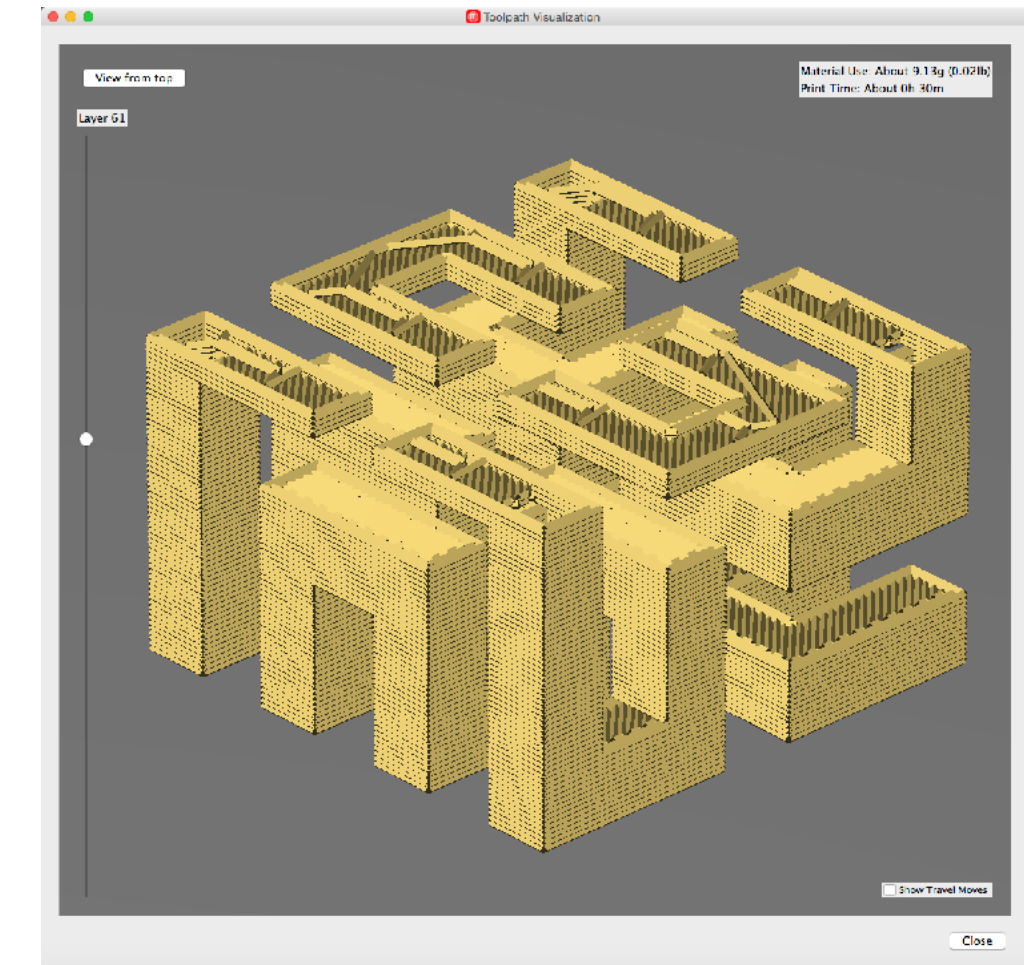 Toolpath Visualization
View from top
Material Use: About 9.13g (0.02lb)
Print Time: About 0h 30m
Layer 61
Show Travel Moves
Close